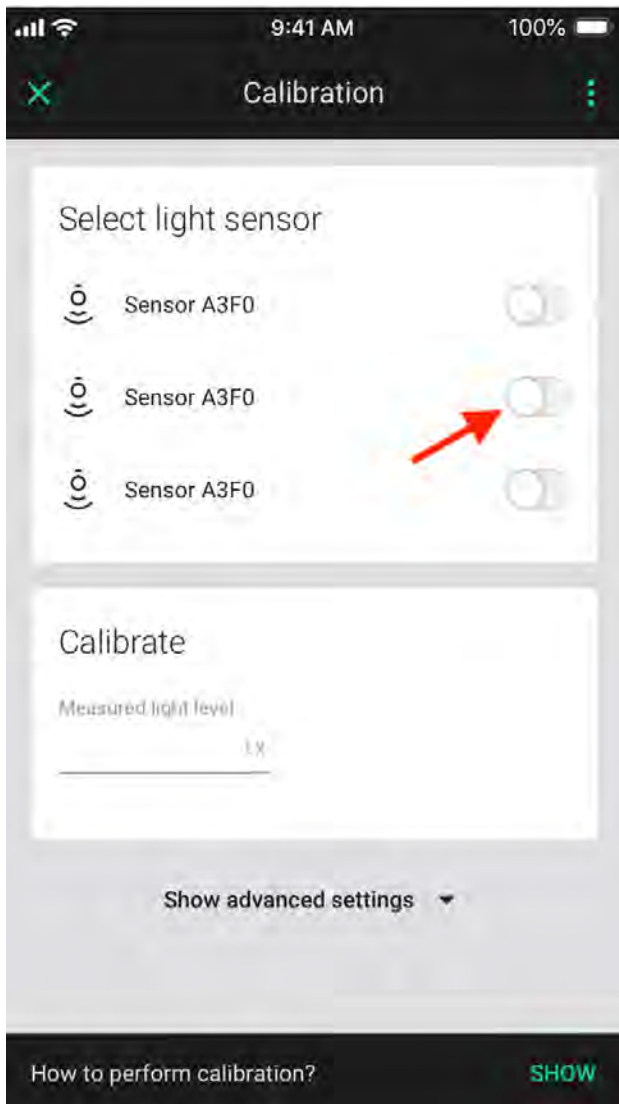 9:41 AM 100%
Calibration
Select light sensor
Sensor A3F0
Sensor A3F0
Sensor A3F0
Calibrate
Measured light level
lx
Show advanced settings
How to perform calibration? SHOW